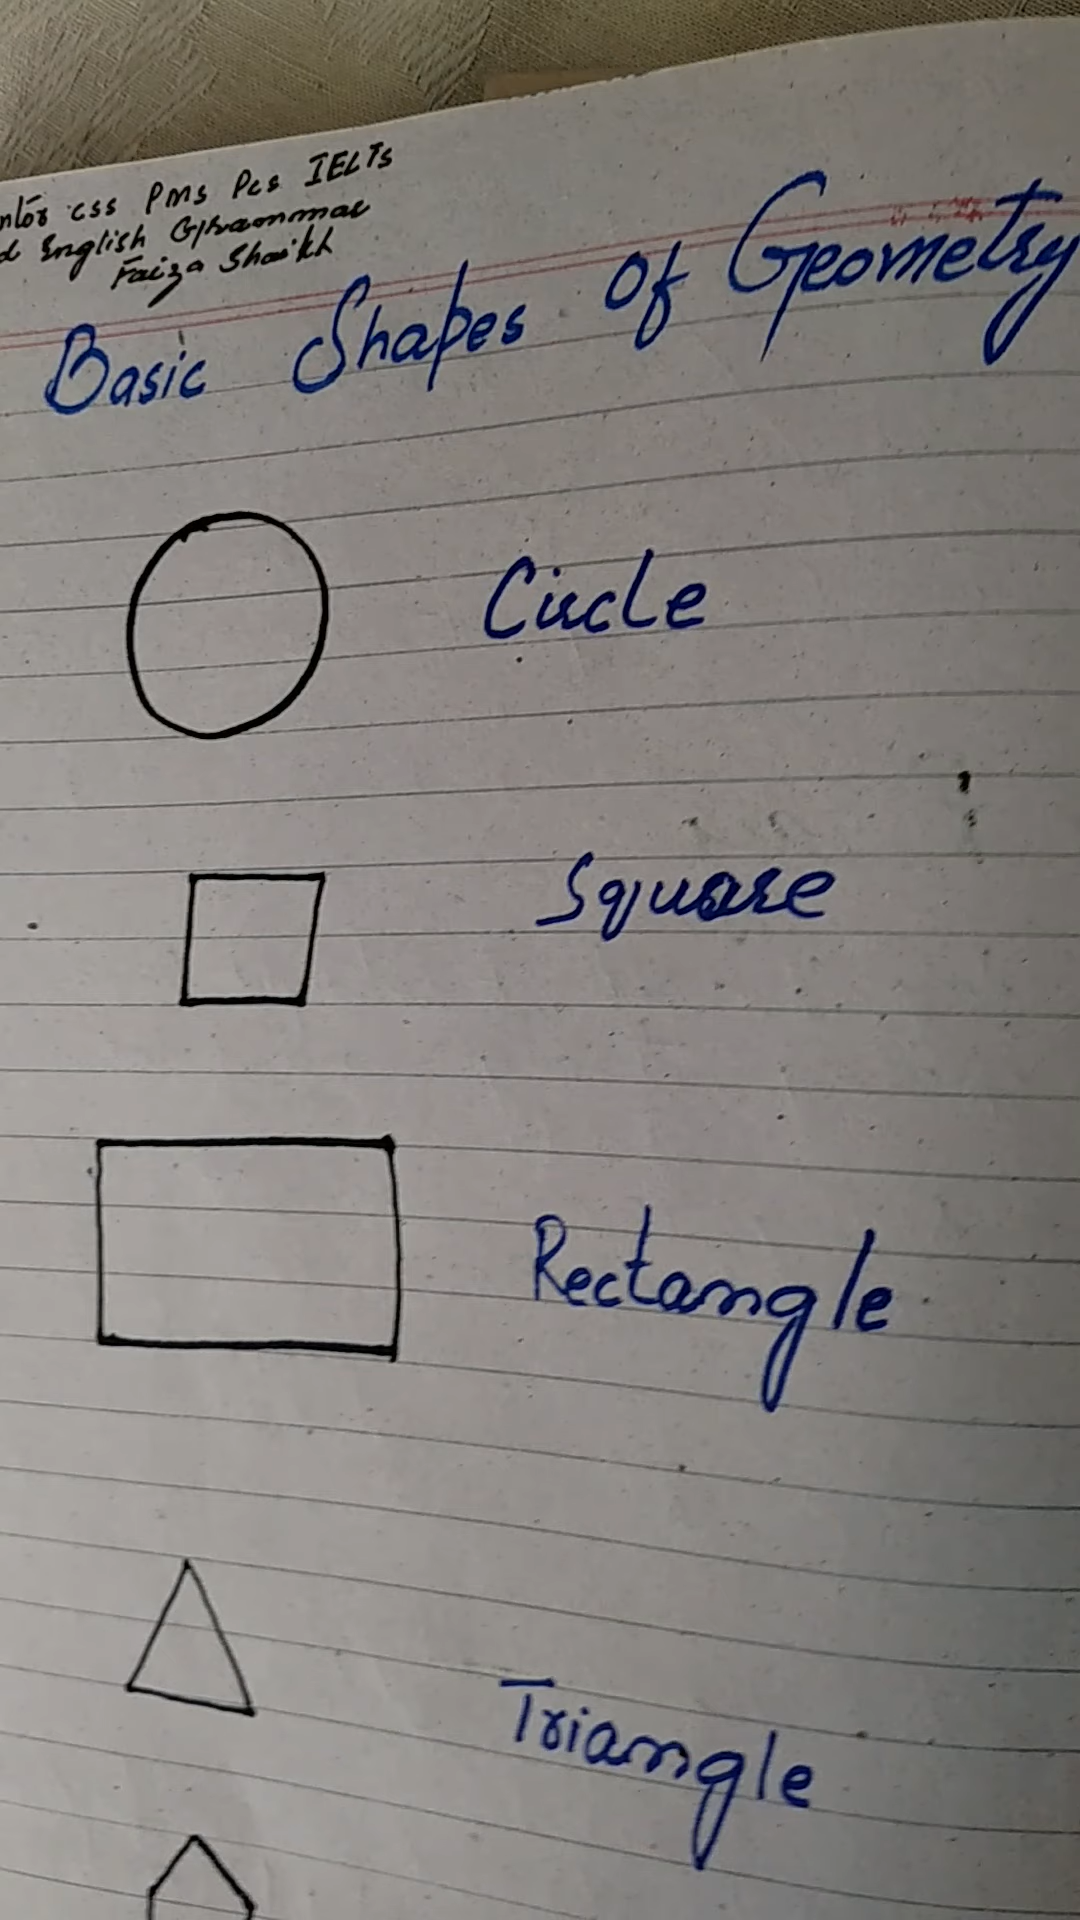 css PMS Pcs IELTS
English Grammar
Faiza Shaikh
Basic Shapes of Geometry
Circle
Square
Rectangle
Triangle